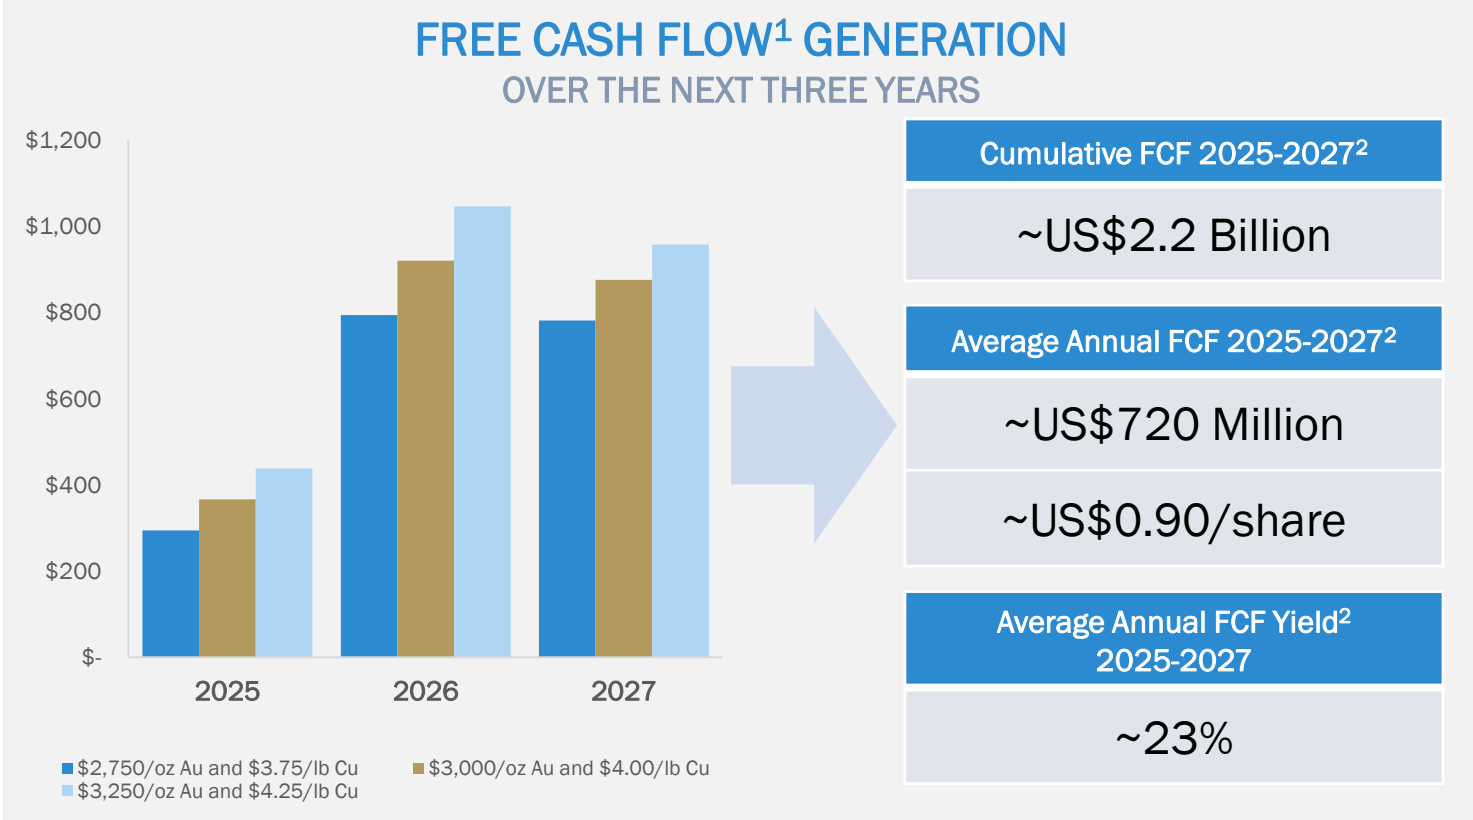 FREE CASH FLOW¹ GENERATION
OVER THE NEXT THREE YEARS
$1,200
$1,000
$800
$600
$400
$200
$-
2025
2026
2027
$2,750/oz Au and $3.75/lb Cu
$3,000/oz Au and $4.00/lb Cu
$3,250/oz Au and $4.25/lb Cu
Cumulative FCF 2025-2027²
~US$2.2 Billion
Average Annual FCF 2025-2027²
~US$720 Million
~US$0.90/share
Average Annual FCF Yield²
2025-2027
~23%